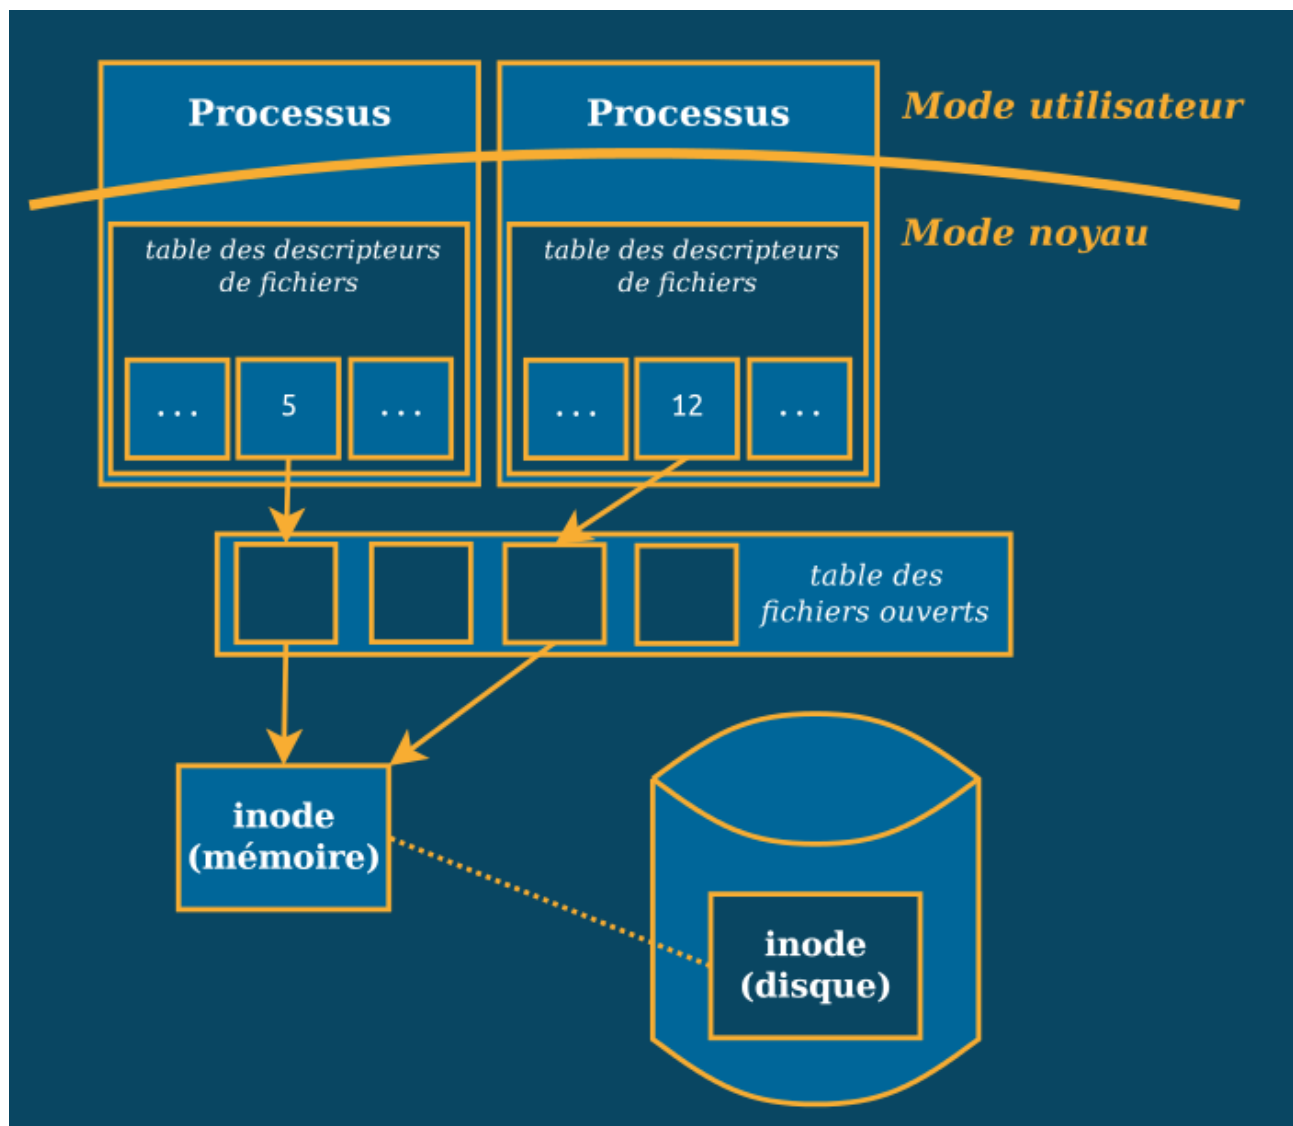 Processus
Processus
Mode utilisateur
Mode noyau
table des descripteurs
de fichiers
table des descripteurs
de fichiers
... 5 ...
... 12 ...
table des
fichiers ouverts
inode
(mémoire)
inode
(disque)